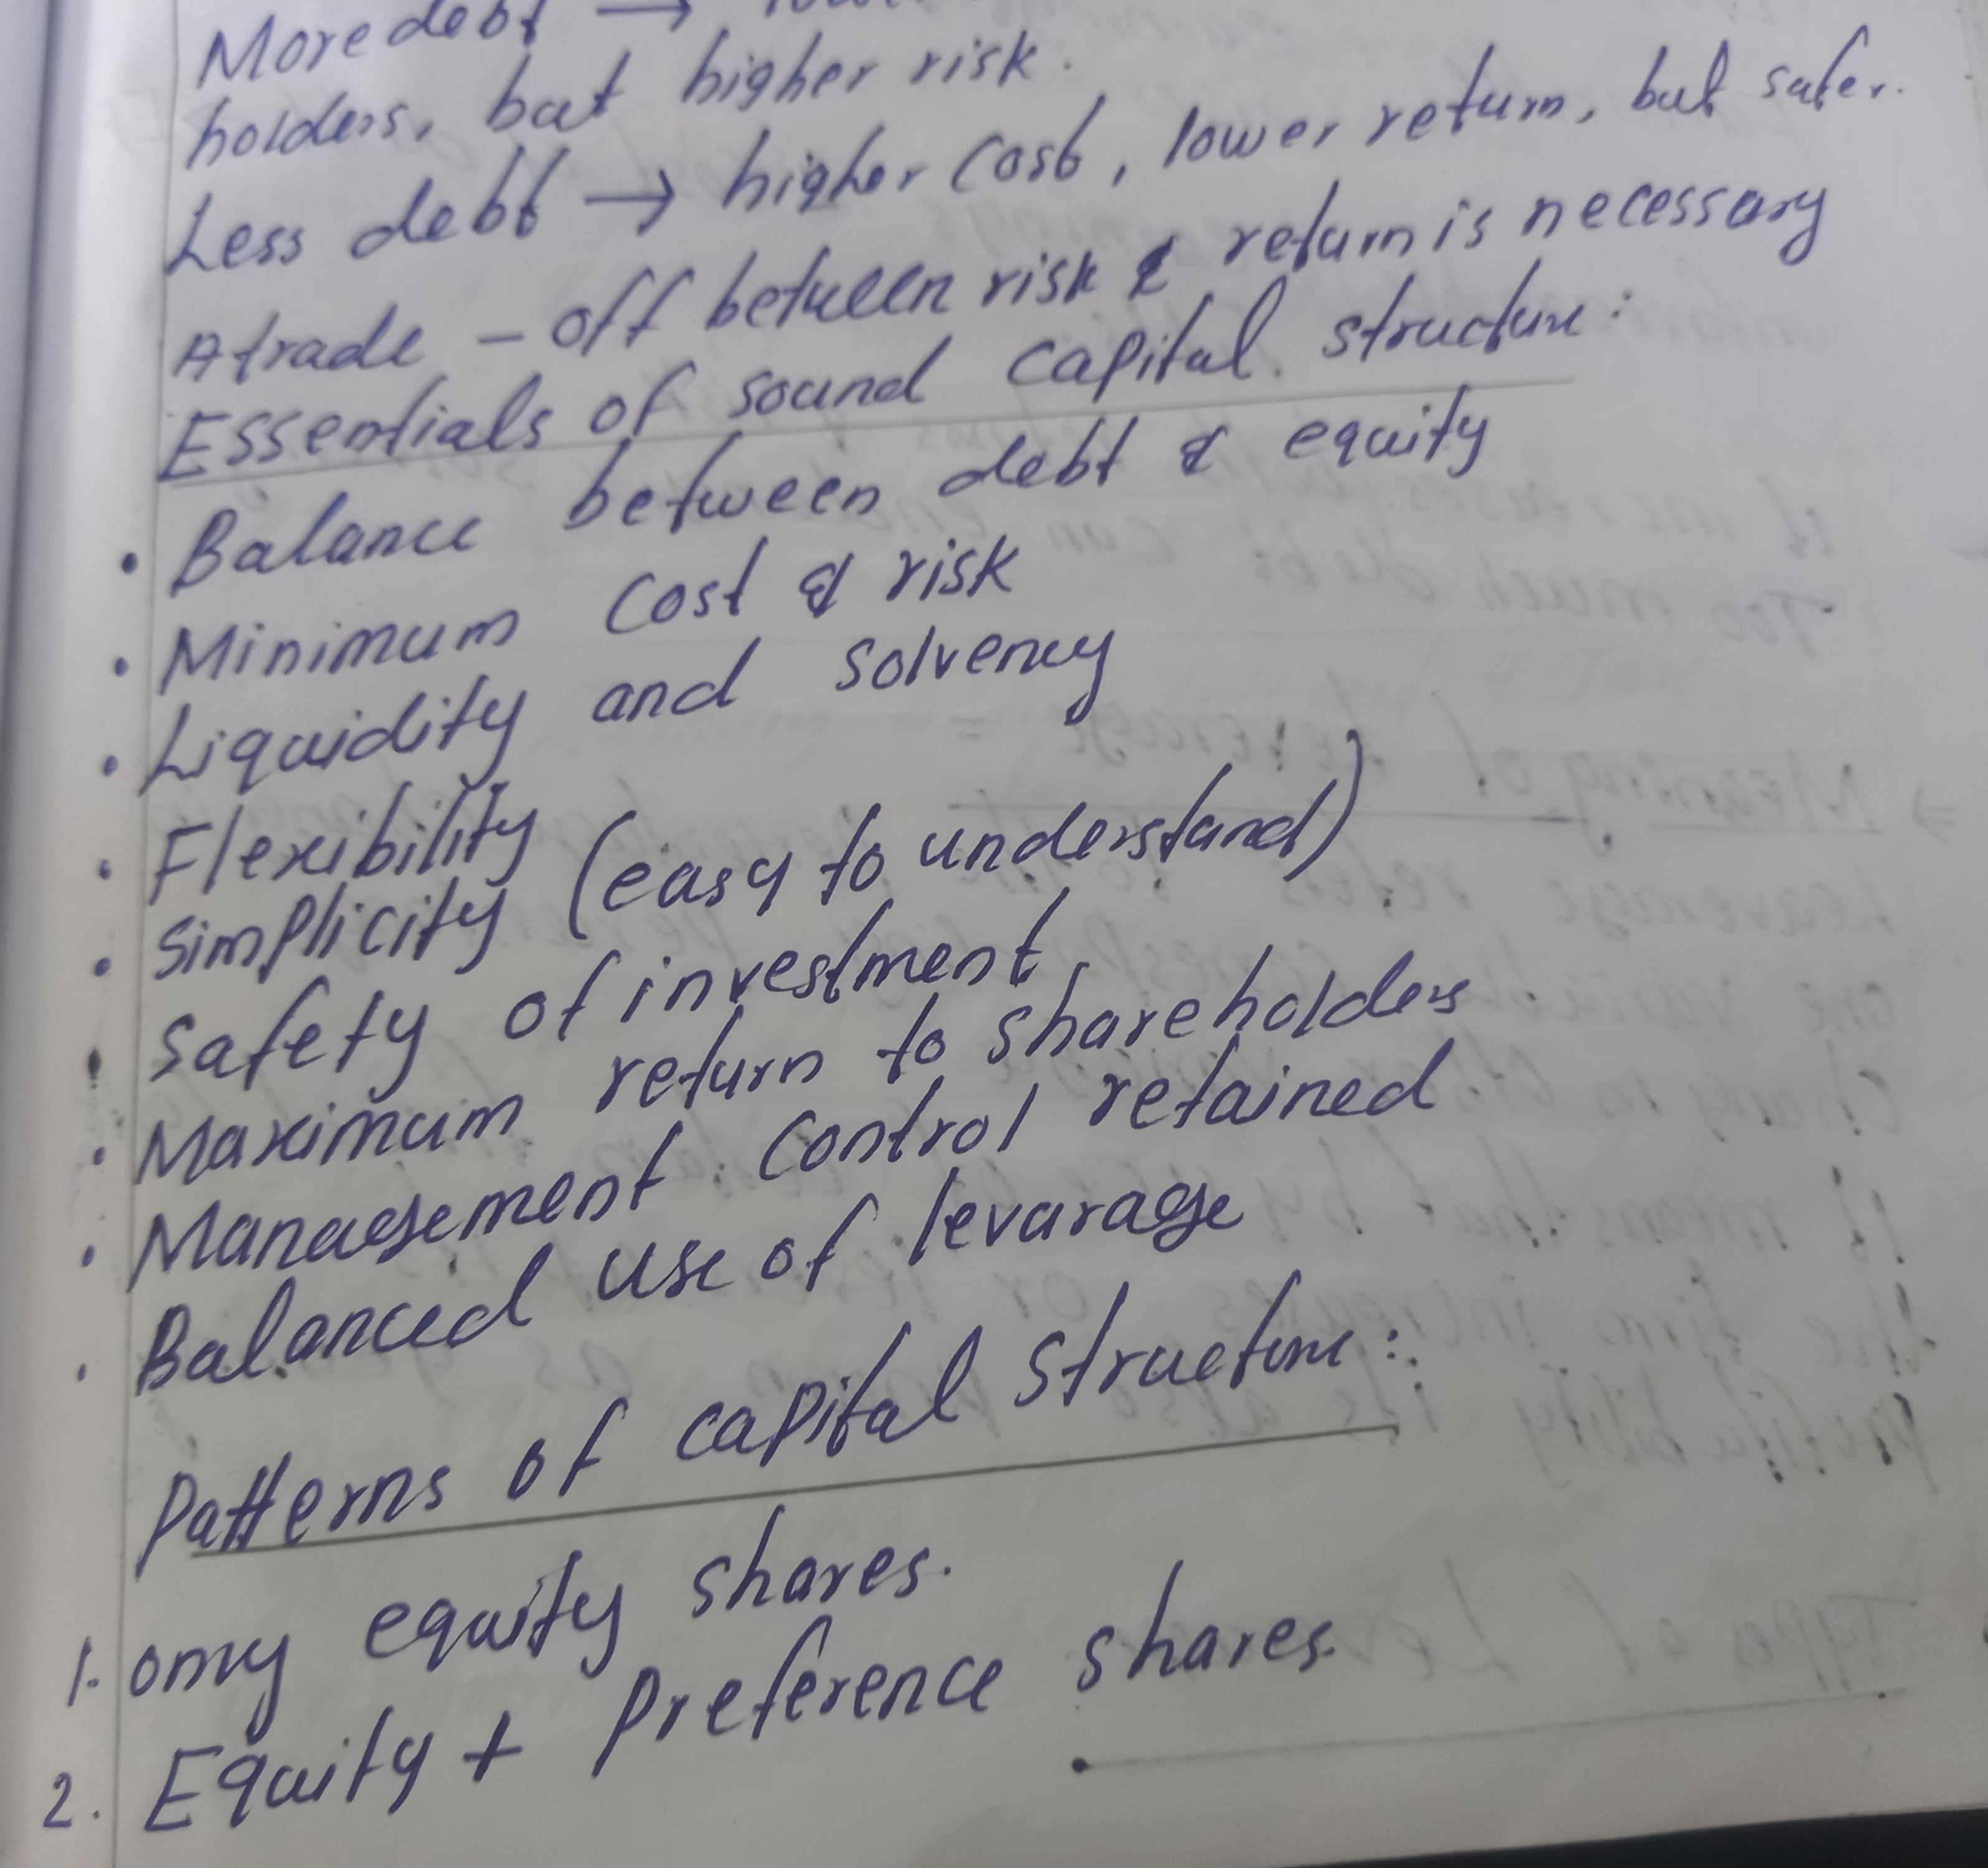 More debt →
holders, but higher risk.
Less debt → higher cost, lower return, but safer.
A trade - off between risk & return is necessary
Essentials of sound capital structure:
• Balance between debt & equity
• Minimum cost & risk
• Liquidity and solvency
• Flexibility
• Simplicity (easy to understand)
• Safety of investment
• Maximum return to shareholders
• Management control retained
• Balanced use of levarage
Patterns of capital structure:
1. omy equity shares.
2. Equity + Preference shares.